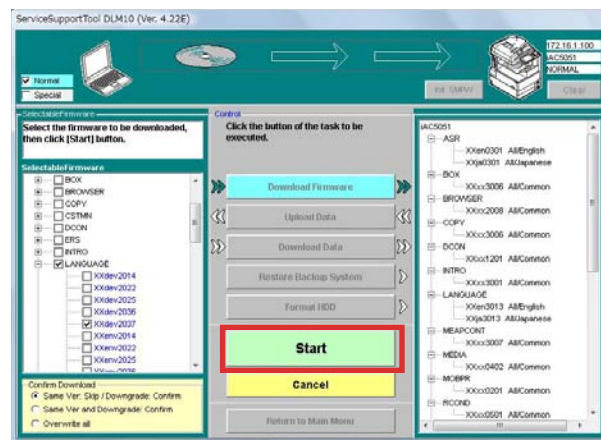 ServiceSupportTool DLM10 (Ver. 4.22E)
172.16.1.100
iAC5051
NORMAL
Normal
Special
Clear
SelectableFirmware
Select the firmware to be downloaded,
then click [Start] button.
SelectableFirmware
BOX
BROWSER
COPY
CSTMN
DCON
ERS
INTRO
LANGUAGE
XXdev2014
XXdev2022
XXdev2025
XXdev2036
XXdev2037
XXenv2014
XXenv2022
XXenv2025
Confirm Download
Same Ver: Skip / Downgrade: Confirm
Same Ver and Downgrade: Confirm
Overwrite all
Control
Click the button of the task to be
executed.
Download Firmware
Upload Data
Download Data
Restore Backup System
Format HDD
Start
Cancel
Return to Main Menu
iAC5051
ASR
XXen0301 All/English
XXja0301 All/Japanese
BOX
XXxx3006 All/Common
BROWSER
XXxx2008 All/Common
COPY
XXxx3006 All/Common
DCON
XXxx1201 All/Common
INTRO
XXxx3001 All/Common
LANGUAGE
XXen3013 All/English
XXja3013 All/Japanese
MEAPCONT
XXxx3007 All/Common
MEDIA
XXxx0402 All/Common
MOBPR
XXxx0201 All/Common
RCOND
XXxx0501 All/Common